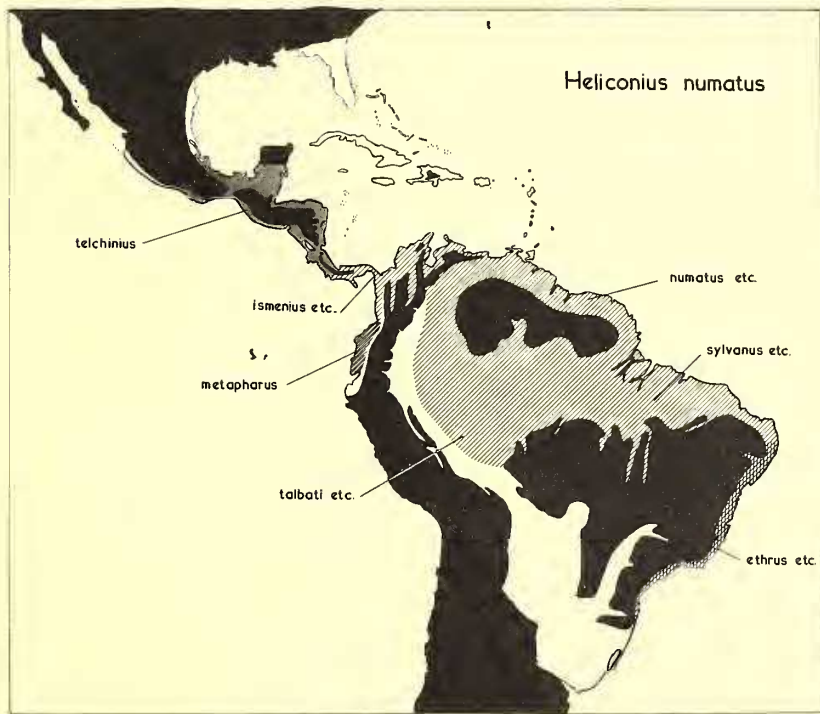 Heliconius numatus
telchinius
ismenius etc.
numatus etc.
sylvanus etc.
metapharus
talbati etc.
ethrus etc.